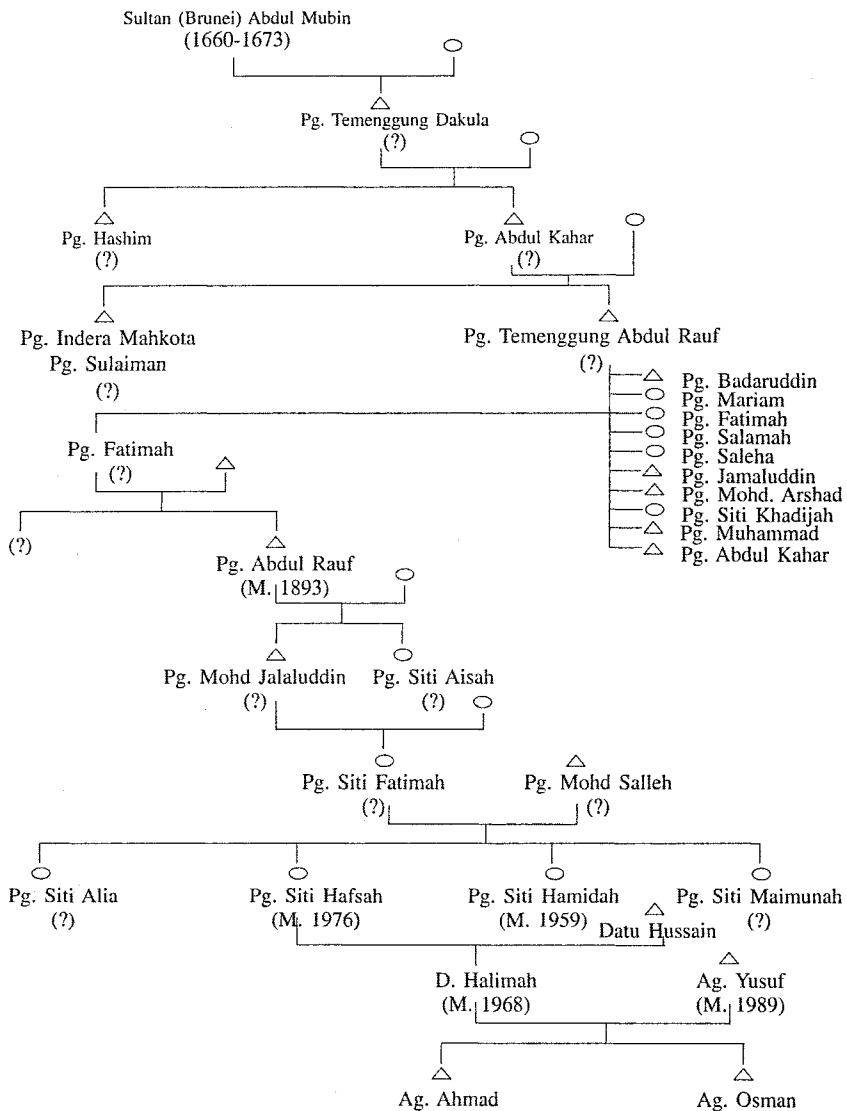 Sultan (Brunei) Abdul Mubin
(1660-1673)
Pg. Temenggung Dakula
(?)
Pg. Hashim
(?)
Pg. Abdul Kahar
(?)
Pg. Indera Mahkota
Pg. Sulaiman
(?)
Pg. Temenggung Abdul Rauf
(?)
Pg. Badaruddin
Pg. Mariam
Pg. Fatimah
Pg. Salamah
Pg. Saleha
Pg. Jamaluddin
Pg. Mohd. Arshad
Pg. Siti Khadijah
Pg. Muhammad
Pg. Abdul Kahar
Pg. Fatimah
(?)
(?)
Pg. Abdul Rauf
(M. 1893)
Pg. Mohd Jalaluddin
(?)
Pg. Siti Aisah
(?)
Pg. Siti Fatimah
(?)
Pg. Mohd Salleh
(?)
Pg. Siti Alia
(?)
Pg. Siti Hafsah
(M. 1976)
Pg. Siti Hamidah
(M. 1959)
Pg. Siti Maimunah
(?)
Datu Hussain
D. Halimah
(M. 1968)
Ag. Yusuf
(M. 1989)
Ag. Ahmad
Ag. Osman